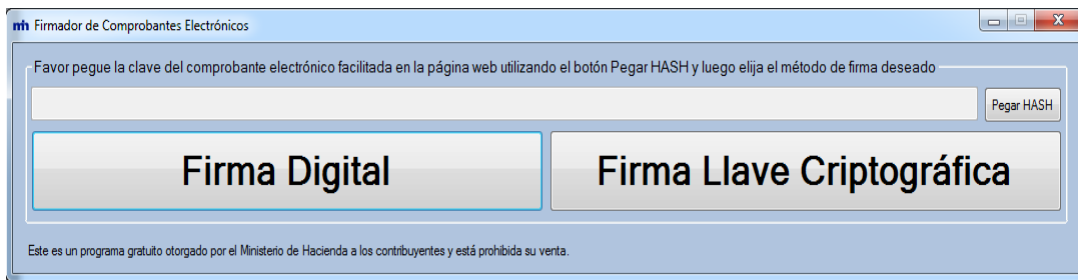 mh Firmador de Comprobantes Electrónicos
Favor pegue la clave del comprobante electrónico facilitada en la página web utilizando el botón Pegar HASH y luego elija el método de firma deseado
Pegar HASH
Firma Digital
Firma Llave Criptográfica
Este es un programa gratuito otorgado por el Ministerio de Hacienda a los contribuyentes y está prohibida su venta.